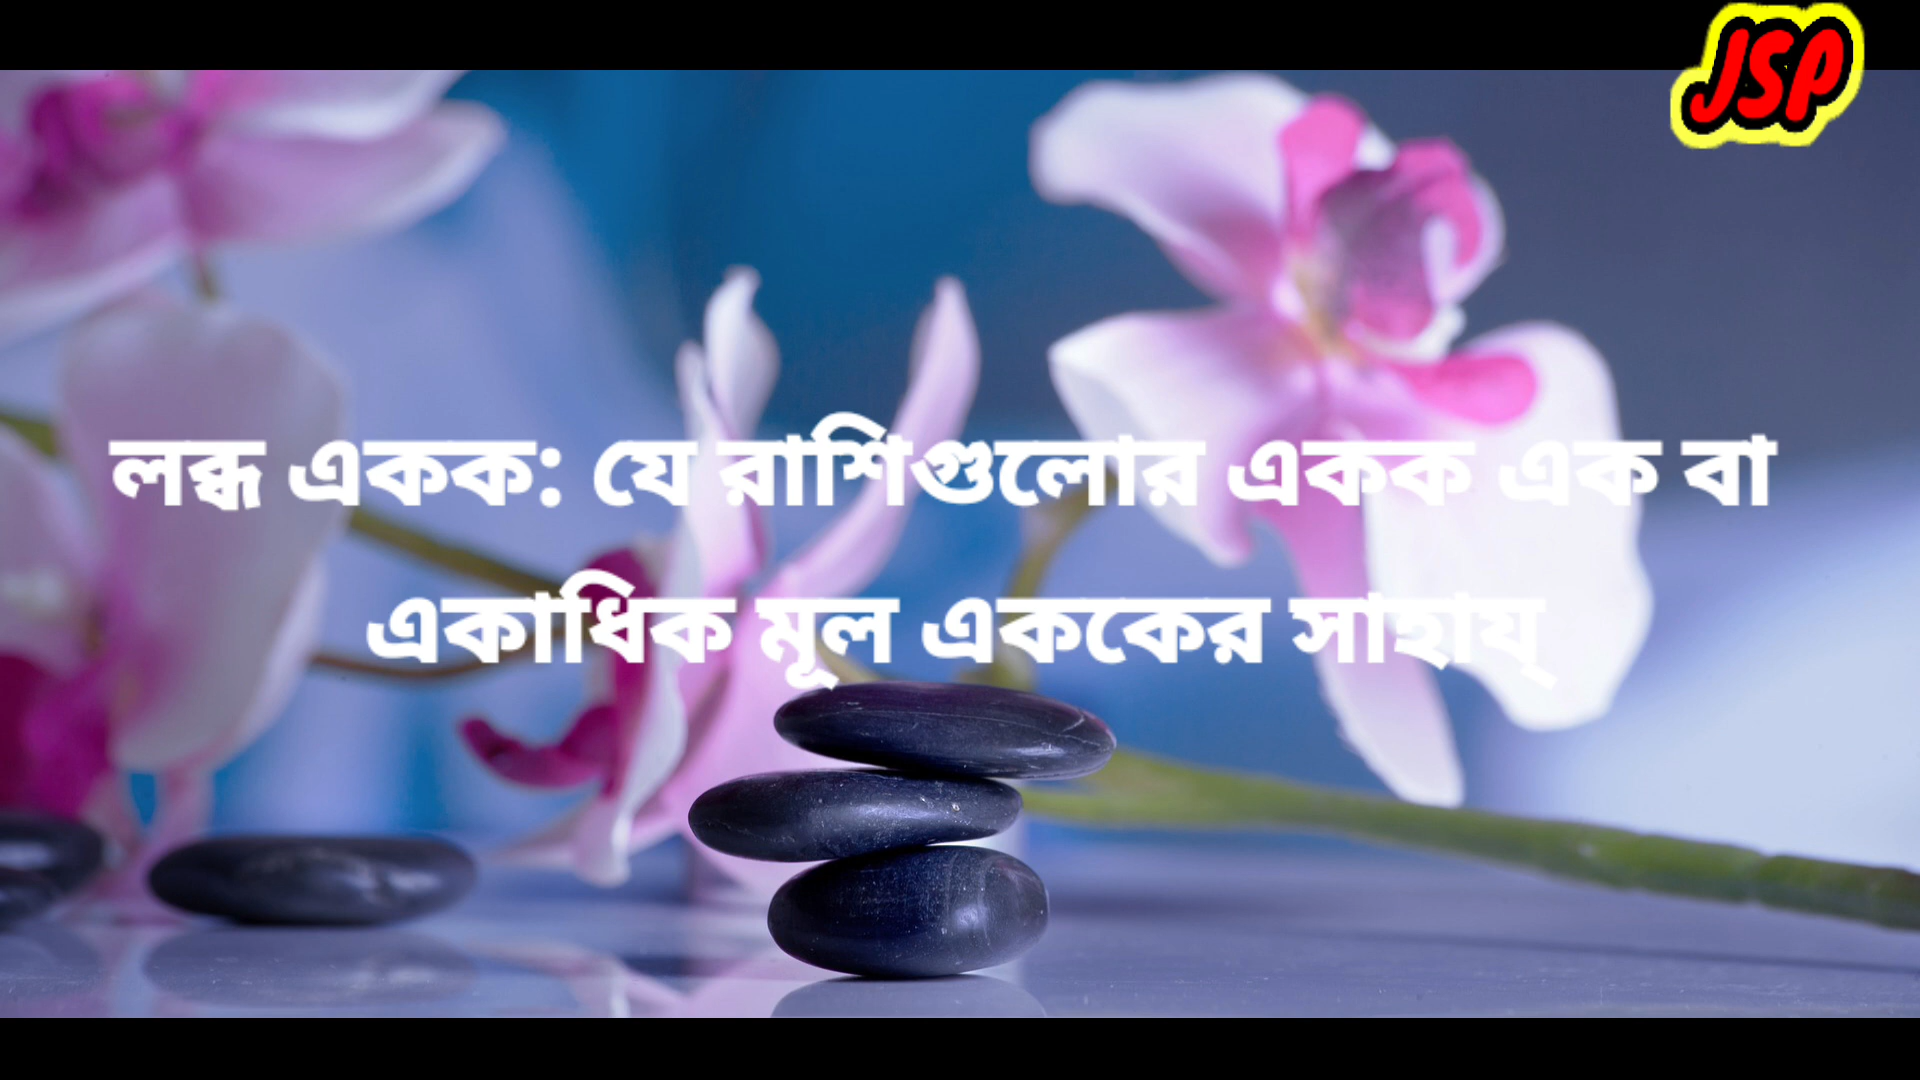 JSP
লব্ধ একক: যে রাশিগুলোর একক এক বা
একাধিক মূল এককের সাহায্